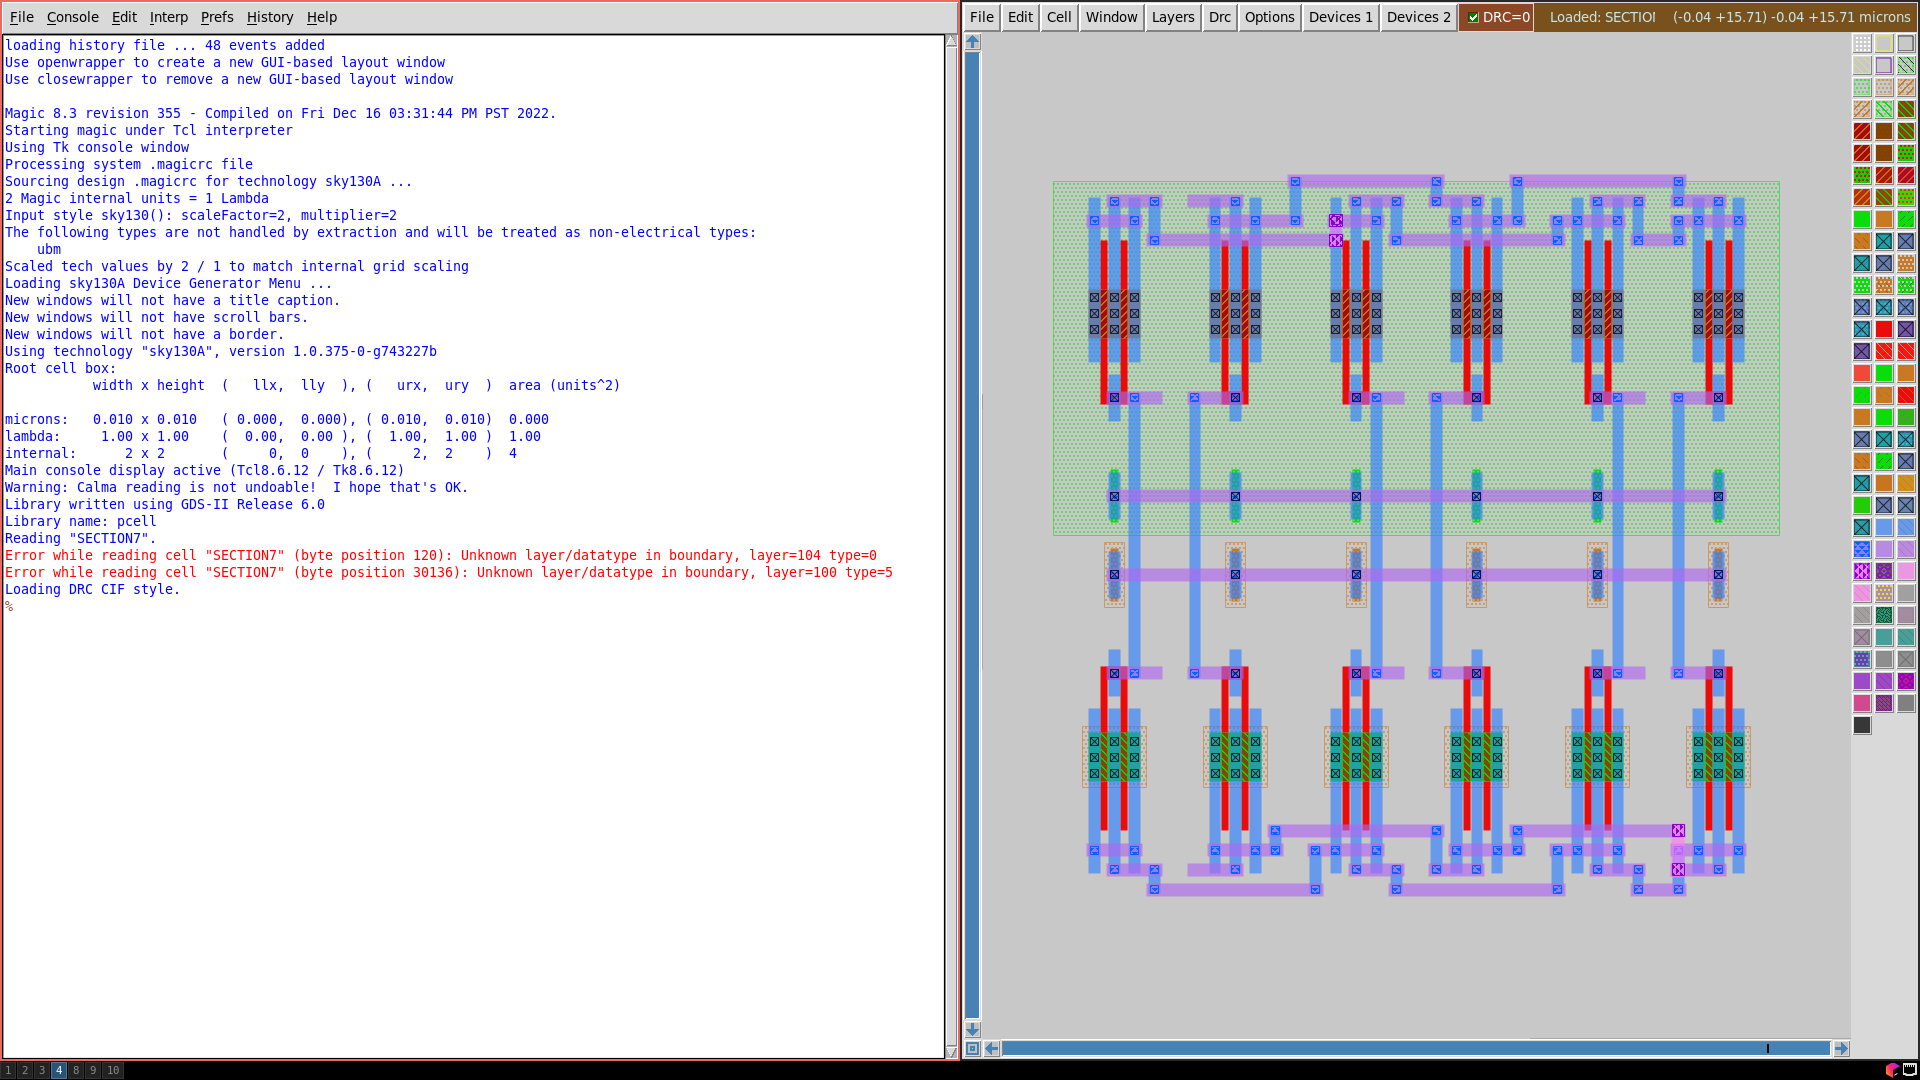 File Console Edit Interp Prefs History Help
loading history file ... 48 events added
Use openwrapper to create a new GUI-based layout window
Use closewrapper to remove a new GUI-based layout window
Magic 8.3 revision 355 - Compiled on Fri Dec 16 03:31:44 PM PST 2022.
Starting magic under Tcl interpreter
Using Tk console window
Processing system .magicrc file
Sourcing design .magicrc for technology sky130A ...
2 Magic internal units = 1 Lambda
Input style sky130(): scaleFactor=2, multiplier=2
The following types are not handled by extraction and will be treated as non-electrical types:
    ubm
Scaled tech values by 2 / 1 to match internal grid scaling
Loading sky130A Device Generator Menu ...
New windows will not have a title caption.
New windows will not have scroll bars.
New windows will not have a border.
Using technology "sky130A", version 1.0.375-0-g743227b
Root cell box:
           width x height  (   llx,  lly  ), (   urx,  ury  )  area (units^2)
microns:   0.010 x 0.010   ( 0.000,  0.000), ( 0.010,  0.010)  0.000
lambda:     1.00 x 1.00    (  0.00,  0.00 ), (  1.00,  1.00 )  1.00
internal:      2 x 2       (     0,  0    ), (     2,  2    )  4
Main console display active (Tcl8.6.12 / Tk8.6.12)
Warning: Calma reading is not undoable!  I hope that's OK.
Library written using GDS-II Release 6.0
Library name: pcell
Reading "SECTION7".
Error while reading cell "SECTION7" (byte position 120): Unknown layer/datatype in boundary, layer=104 type=0
Error while reading cell "SECTION7" (byte position 30136): Unknown layer/datatype in boundary, layer=100 type=5
Loading DRC CIF style.
%
File Edit Cell Window Layers Drc Options Devices 1 Devices 2 DRC=0 Loaded: SECTIOI (-0.04 +15.71) -0.04 +15.71 microns
1 2 3 4 8 9 10